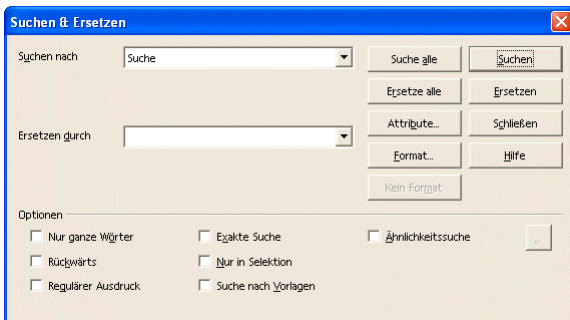 Suchen & Ersetzen
Suchen nach
Suche
Suche alle
Suchen
Ersetze alle
Ersetzen
Attribute...
Schließen
Ersetzen durch
Format...
Hilfe
Kein Format
Optionen
Nur ganze Wörter
Exakte Suche
Ähnlichkeitssuche
...
Rückwärts
Nur in Selektion
Regulärer Ausdruck
Suche nach Vorlagen